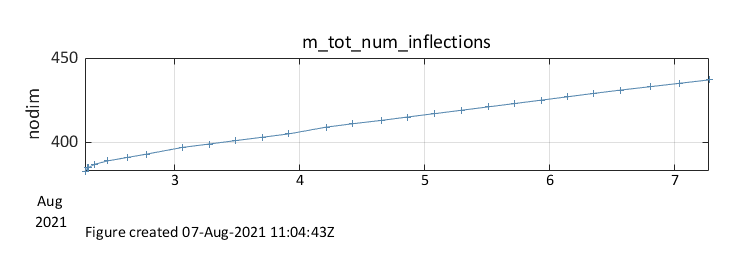 m_tot_num_inflections
450
400
nodim
3 4 5 6 7
Aug
2021
Figure created 07-Aug-2021 11:04:43Z